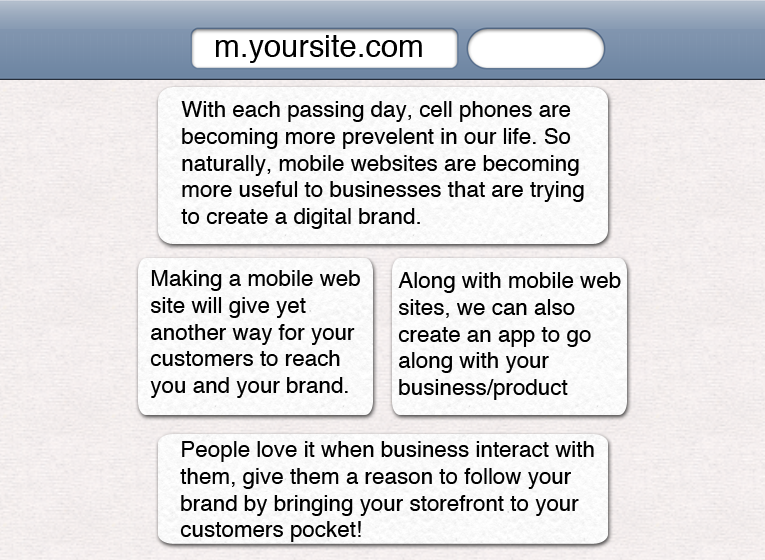 m.yoursite.com
With each passing day, cell phones are
becoming more prevelent in our life. So
naturally, mobile websites are becoming
more useful to businesses that are trying
to create a digital brand.
Making a mobile web
site will give yet
another way for your
customers to reach
you and your brand.
Along with mobile web
sites, we can also
create an app to go
along with your
business/product
People love it when business interact with
them, give them a reason to follow your
brand by bringing your storefront to your
customers pocket!